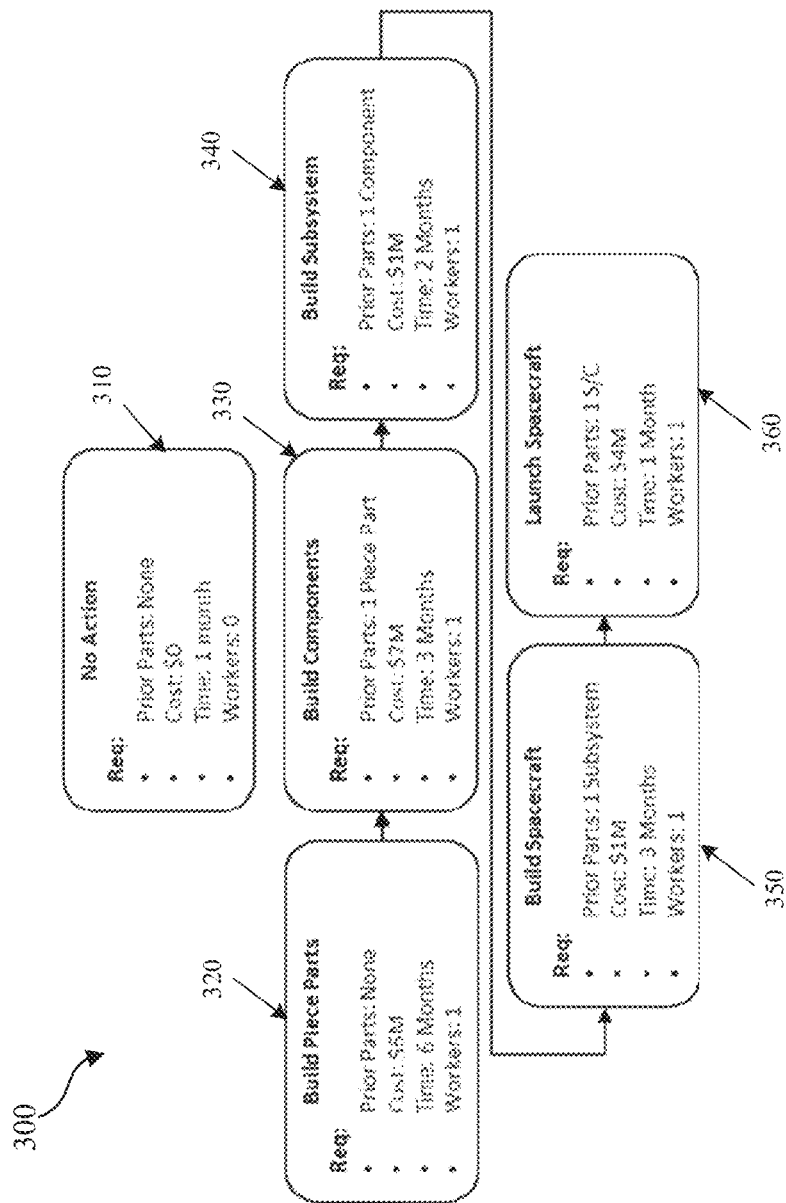 300
310
No Action
Req:
• Prior Parts: None
• Cost: $0
• Time: 1 month
• Workers: 0
320
Build Piece Parts
Req:
• Prior Parts: None
• Cost: $6M
• Time: 6 Months
• Workers: 1
330
Build Components
Req:
• Prior Parts: 1 Piece Part
• Cost: $7M
• Time: 3 Months
• Workers: 1
340
Build Subsystem
Req:
• Prior Parts: 1 Component
• Cost: $1M
• Time: 2 Months
• Workers: 1
Build Spacecraft
Req:
• Prior Parts: 1 Subsystem
• Cost: $1M
• Time: 3 Months
• Workers: 1
350
Launch Spacecraft
Req:
• Prior Parts: 1 S/C
• Cost: $4M
• Time: 1 Month
• Workers: 1
360